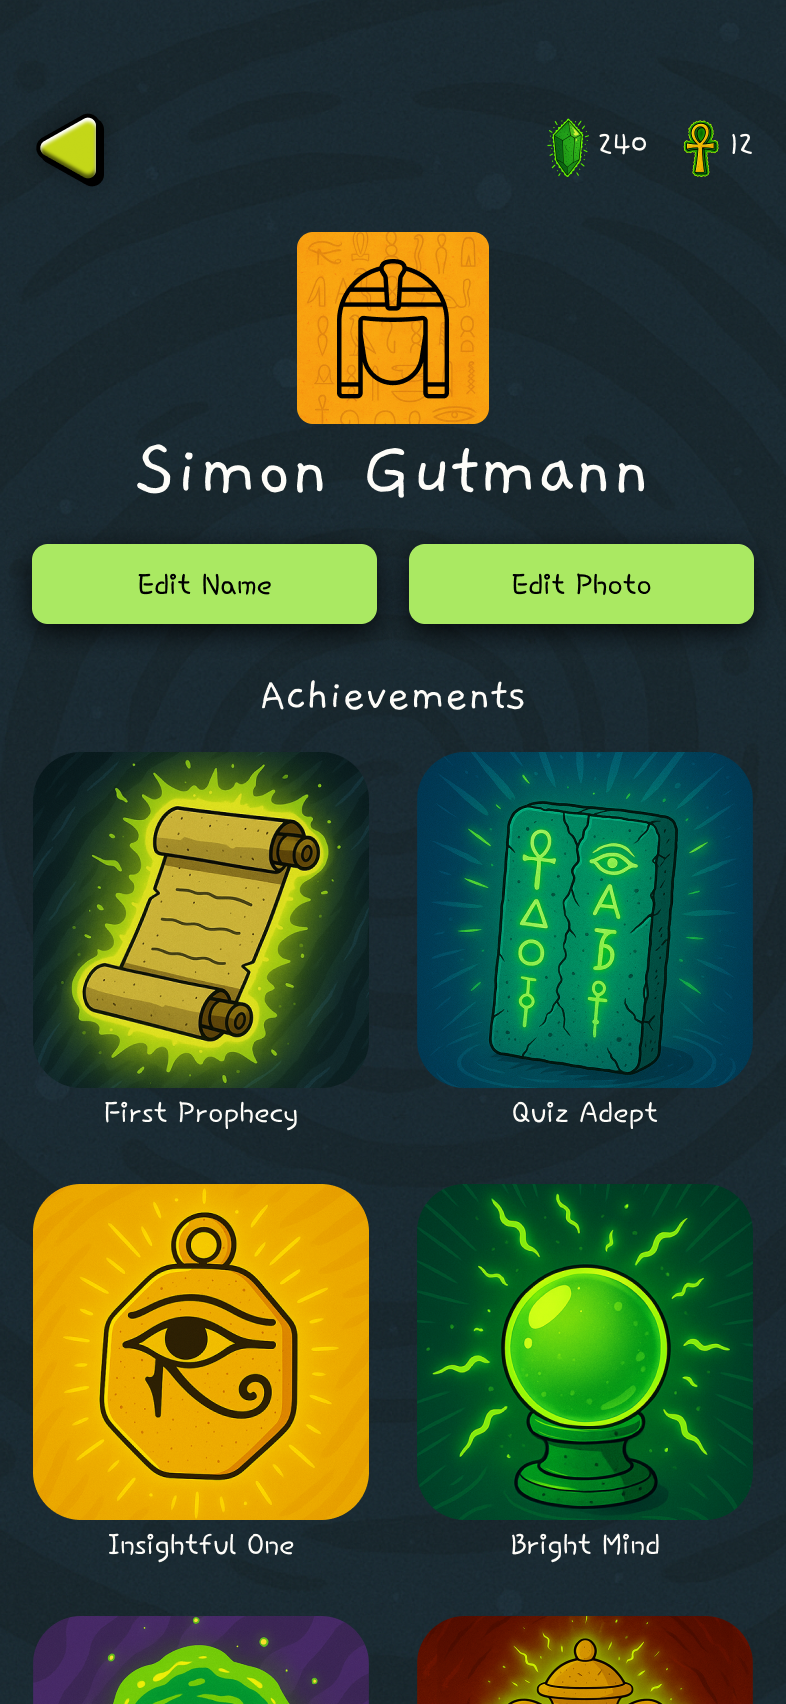 240 12
Simon Gutmann
Edit Name Edit Photo
Achievements
First Prophecy Quiz Adept
Insightful One Bright Mind